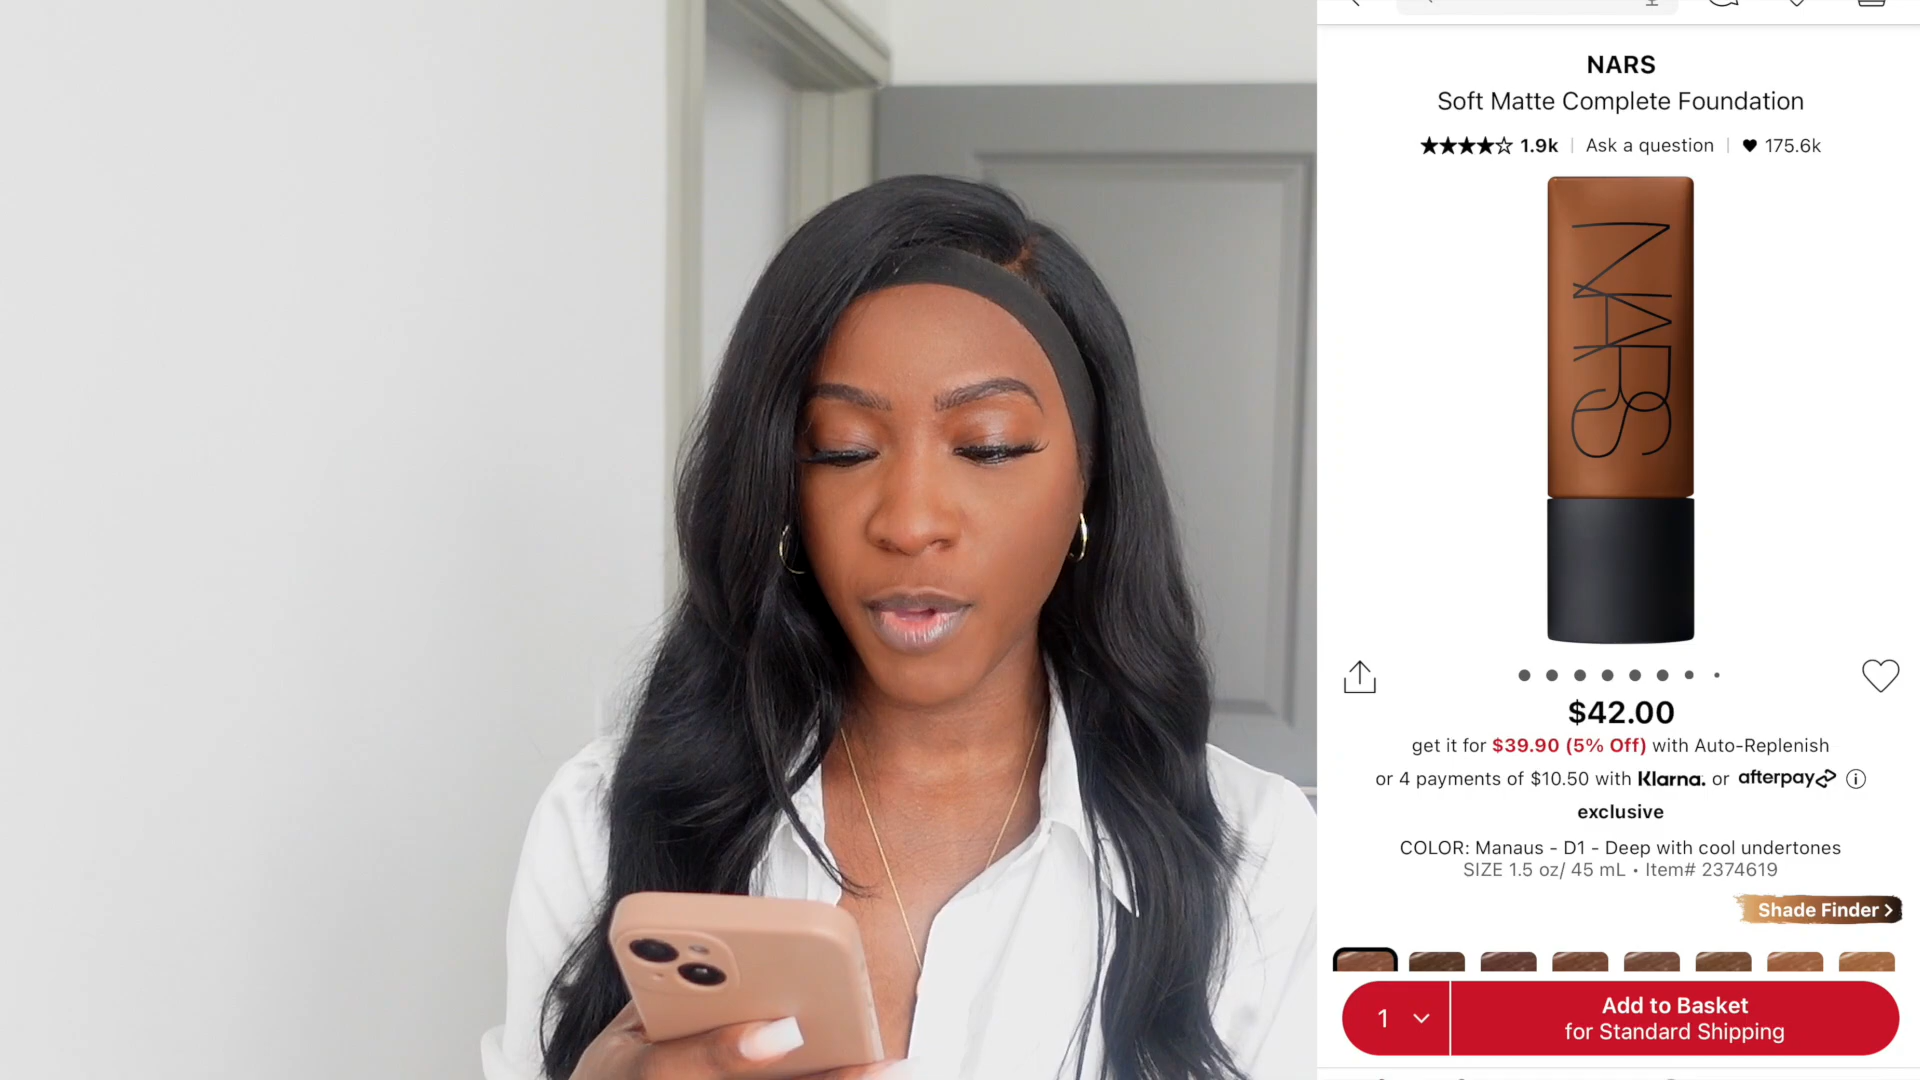 NARS
Soft Matte Complete Foundation
★★★★☆ 1.9k | Ask a question | ♥ 175.6k
NARS
$42.00
get it for $39.90 (5% Off) with Auto-Replenish
or 4 payments of $10.50 with Klarna. or afterpay
exclusive
COLOR: Manaus - D1 - Deep with cool undertones
SIZE 1.5 oz/ 45 mL • Item# 2374619
Shade Finder >
1
Add to Basket
for Standard Shipping